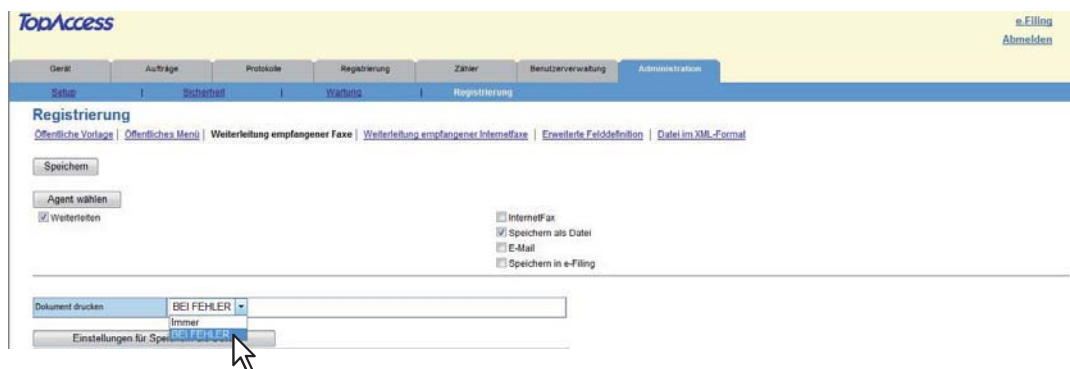 TopAccess
e.Filing
Abmelden
Gerät Aufträge Protokolle Registrierung Zähler Benutzerverwaltung Administration
Setup | Sicherheit | Wartung | Registrierung
Registrierung
Öffentliche Vorlage | Öffentliches Menü | Weiterleitung empfangener Faxe | Weiterleitung empfangener Internetfaxe | Erweiterte Felddefinition | Datei im XML-Format
Speichern
Agent wählen
Weiterleiten
InternetFax
Speichern als Datei
E-Mail
Speichern in e-Filing
Dokument drucken BEI FEHLER
Immer
BEI FEHLER
Einstellungen für